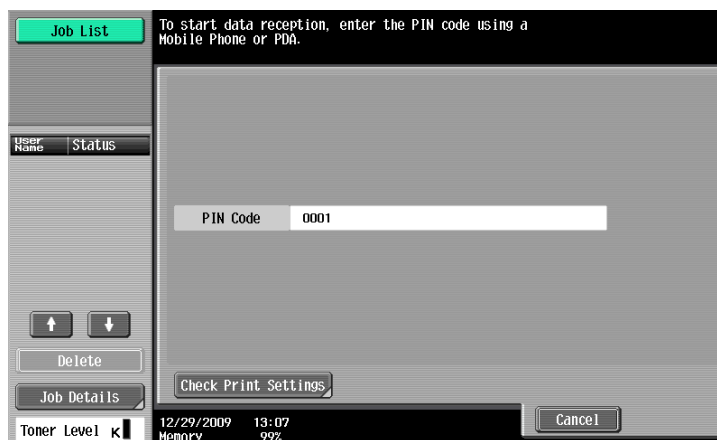 Job List
To start data reception, enter the PIN code using a
Mobile Phone or PDA.
User Name Status
PIN Code 0001
Delete
Check Print Settings
Job Details
Toner Level K
12/29/2009 13:07
Memory 99%
Cancel